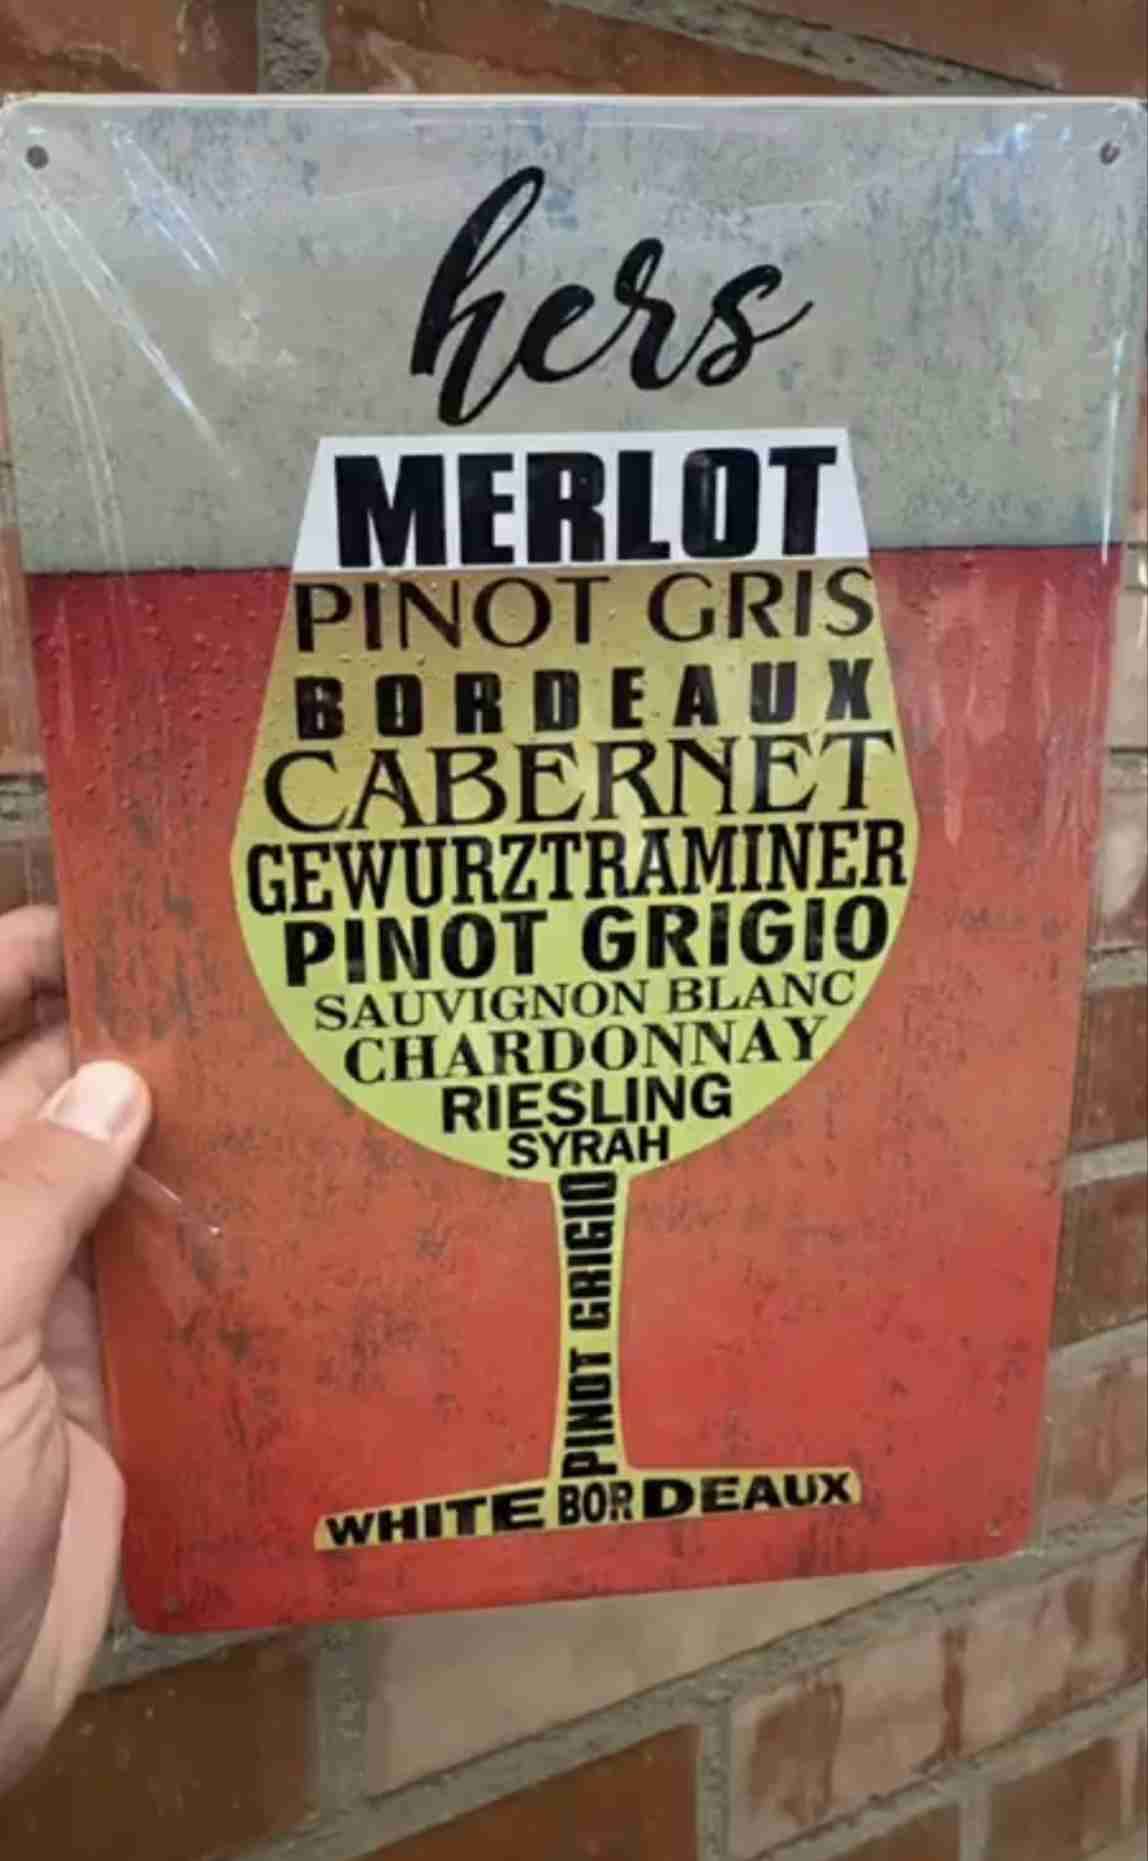 hers
MERLOT
PINOT GRIS
BORDEAUX
CABERNET
GEWURZTRAMINER
PINOT GRIGIO
SAUVIGNON BLANC
CHARDONNAY
RIESLING
SYRAH
PINOT GRIGIO
WHITE BORDEAUX